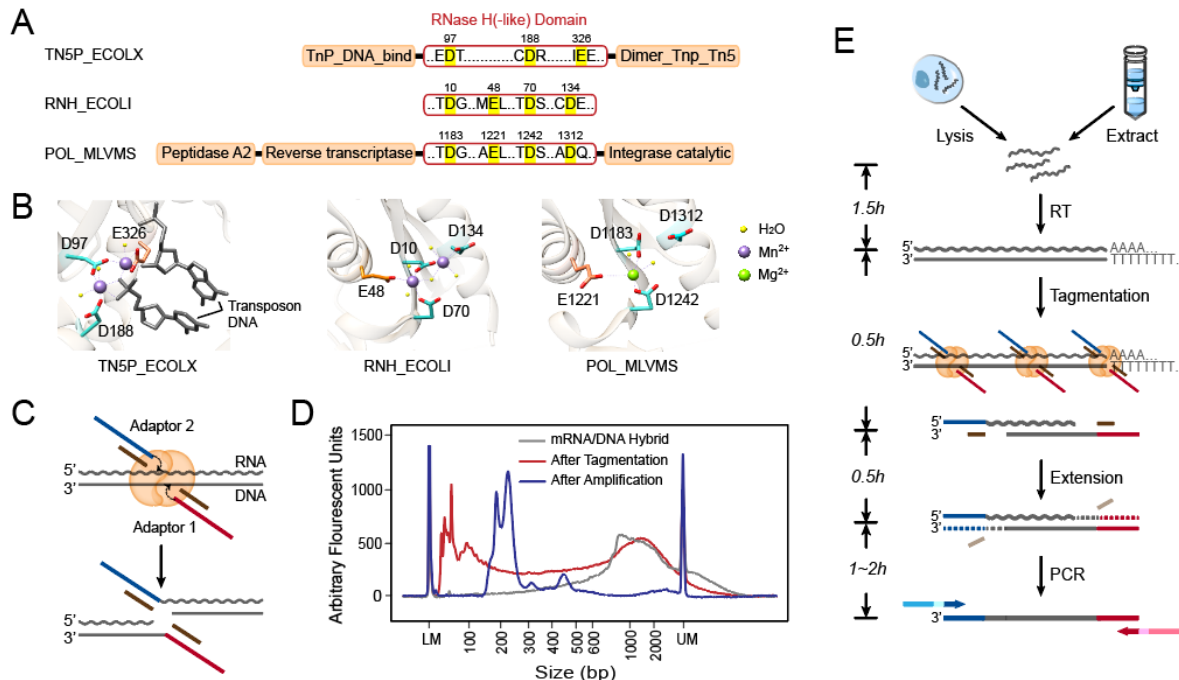 A
RNase H(-like) Domain
TN5P_ECOLX
97 188 326
TnP_DNA_bind ..EDT............CDR......IEE.. Dimer_Tnp_Tn5
RNH_ECOLI
10 48 70 134
..TDG..MEL..TDS..CDE..
POL_MLVMS
1183 1221 1242 1312
Peptidase A2 Reverse transcriptase ..TDG..AEL..TDS..ADQ.. Integrase catalytic
B
D97
E326
D188
Transposon
DNA
TN5P_ECOLX
D10
D134
E48
D70
RNH_ECOLI
D1312
D1183
E1221
D1242
POL_MLVMS
H2O
Mn2+
Mg2+
C
Adaptor 2
RNA
5'
3'
DNA
Adaptor 1
5'
3'
D
Arbitrary Flourescent Units
1500
1000
500
0
mRNA/DNA Hybrid
After Tagmentation
After Amplification
LM 100 200 300 400 500 600 1000 2000 UM
Size (bp)
E
Lysis
Extract
1.5h
RT
5'
AAAA...
3'
TTTTTTT..
Tagmentation
0.5h
5'
AAAA...
3'
TTTTTTT..
5'
3'
0.5h
Extension
5'
3'
1~2h
PCR
3'